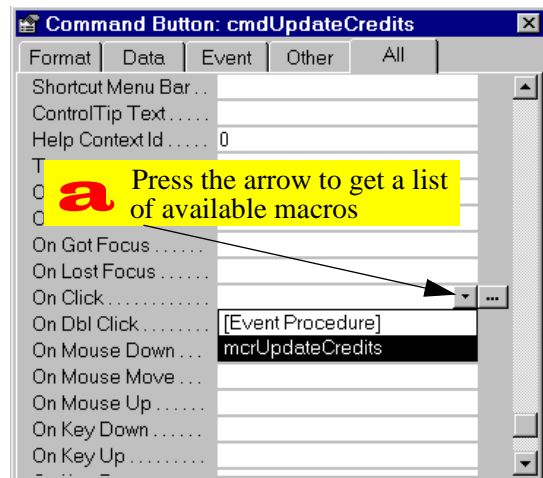 Command Button: cmdUpdateCredits
Format Data Event Other All
Shortcut Menu Bar . .
ControlTip Text . . . . .
Help Context Id . . . . . 0
T
a Press the arrow to get a list
of available macros
O
O
On Got Focus . . . . . .
On Lost Focus . . . . . .
On Click . . . . . . . . . . . ...
On Dbl Click . . . . . . . . [Event Procedure]
On Mouse Down . . . mcrUpdateCredits
On Mouse Move . . .
On Mouse Up . . . . . .
On Key Down . . . . . .
On Key Up . . . . . . . . .